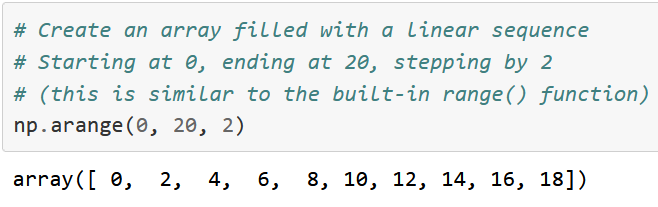 # Create an array filled with a linear sequence
# Starting at 0, ending at 20, stepping by 2
# (this is similar to the built-in range() function)
np.arange(0, 20, 2)
array([ 0,  2,  4,  6,  8, 10, 12, 14, 16, 18])